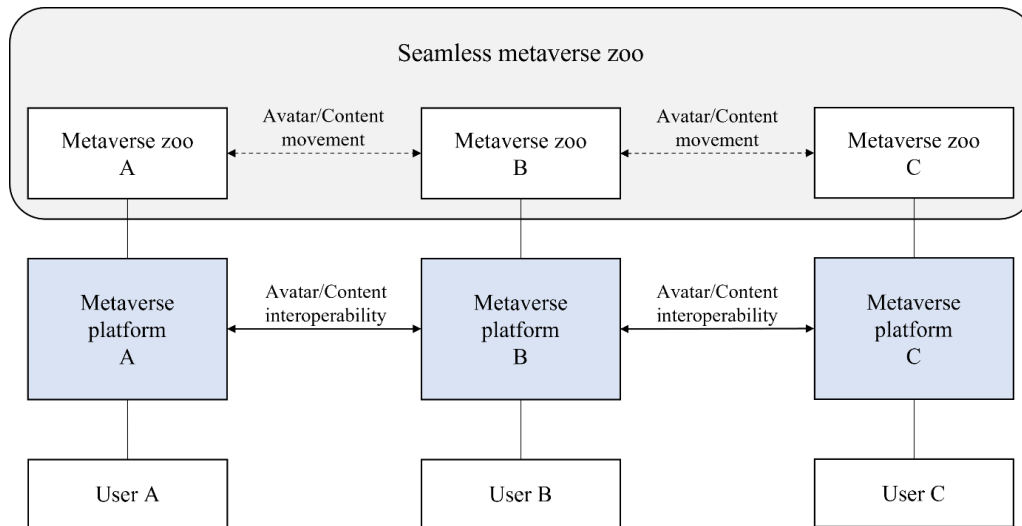 Seamless metaverse zoo
Metaverse zoo
A
Avatar/Content
movement
Metaverse zoo
B
Avatar/Content
movement
Metaverse zoo
C
Metaverse
platform
A
Avatar/Content
interoperability
Metaverse
platform
B
Avatar/Content
interoperability
Metaverse
platform
C
User A
User B
User C